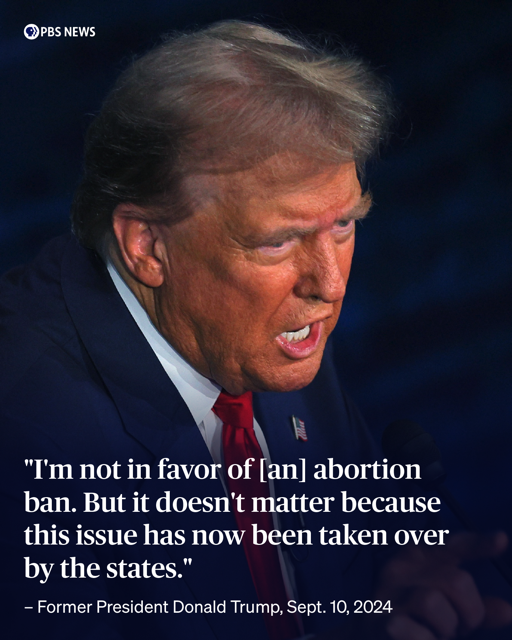 PBS NEWS
"I'm not in favor of [an] abortion
ban. But it doesn't matter because
this issue has now been taken over
by the states."
– Former President Donald Trump, Sept. 10, 2024